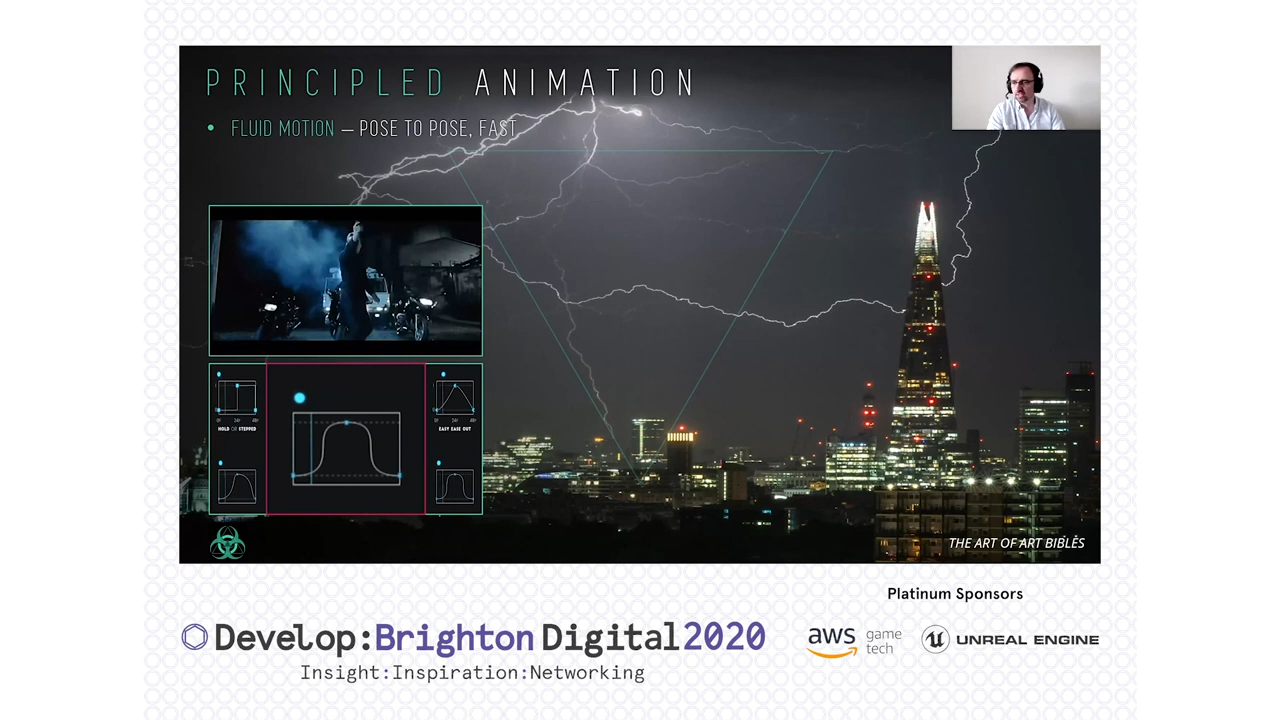 PRINCIPLED ANIMATION
• FLUID MOTION — POSE TO POSE, FAST
HOLD OR STEPPED
EASY EASE OUT
THE ART OF ART BIBLES
Platinum Sponsors
Develop:Brighton Digital 2020
Insight:Inspiration:Networking
aws game tech
UNREAL ENGINE